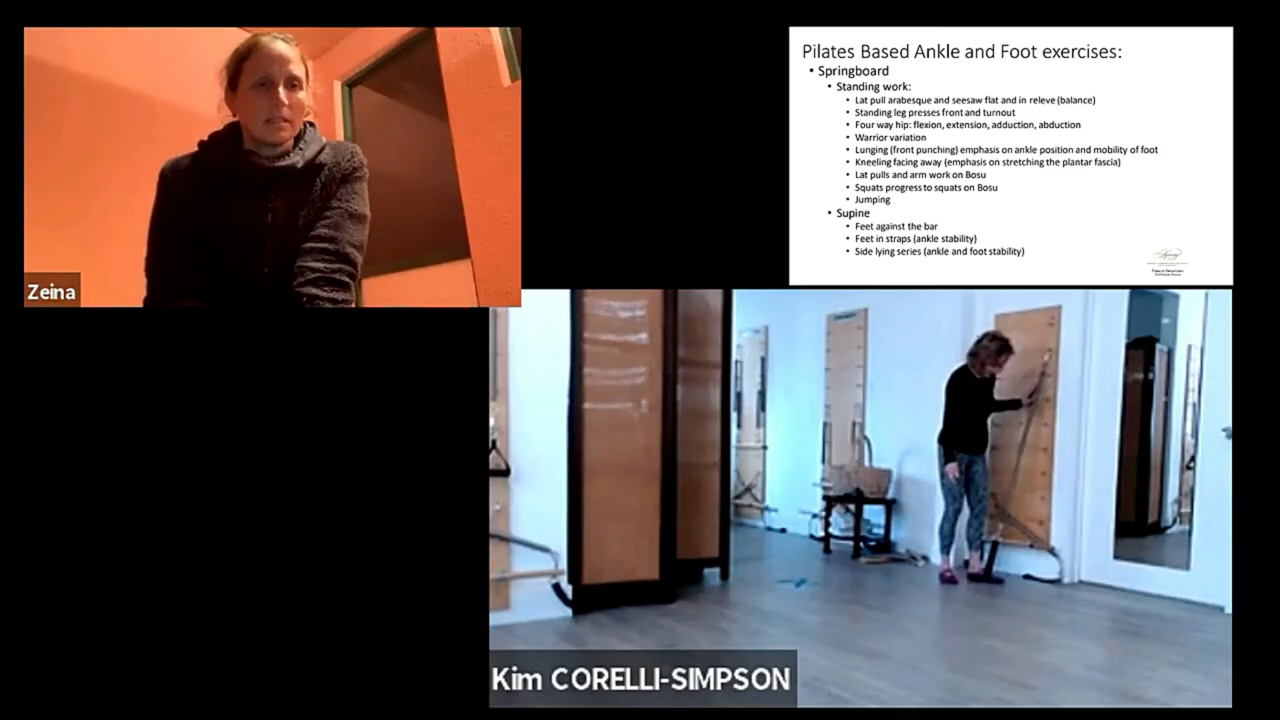 Pilates Based Ankle and Foot exercises:
• Springboard
• Standing work:
• Lat pull arabesque and seesaw flat and in releve (balance)
• Standing leg presses front and turnout
• Four way hip: flexion, extension, adduction, abduction
• Warrior variation
• Lunging (front punching) emphasis on ankle position and mobility of foot
• Kneeling facing away (emphasis on stretching the plantar fascia)
• Lat pulls and arm work on Bosu
• Squats progress to squats on Bosu
• Jumping
• Supine
• Feet against the bar
• Feet in straps (ankle stability)
• Side lying series (ankle and foot stability)
Zeina
Kim CORELLI-SIMPSON